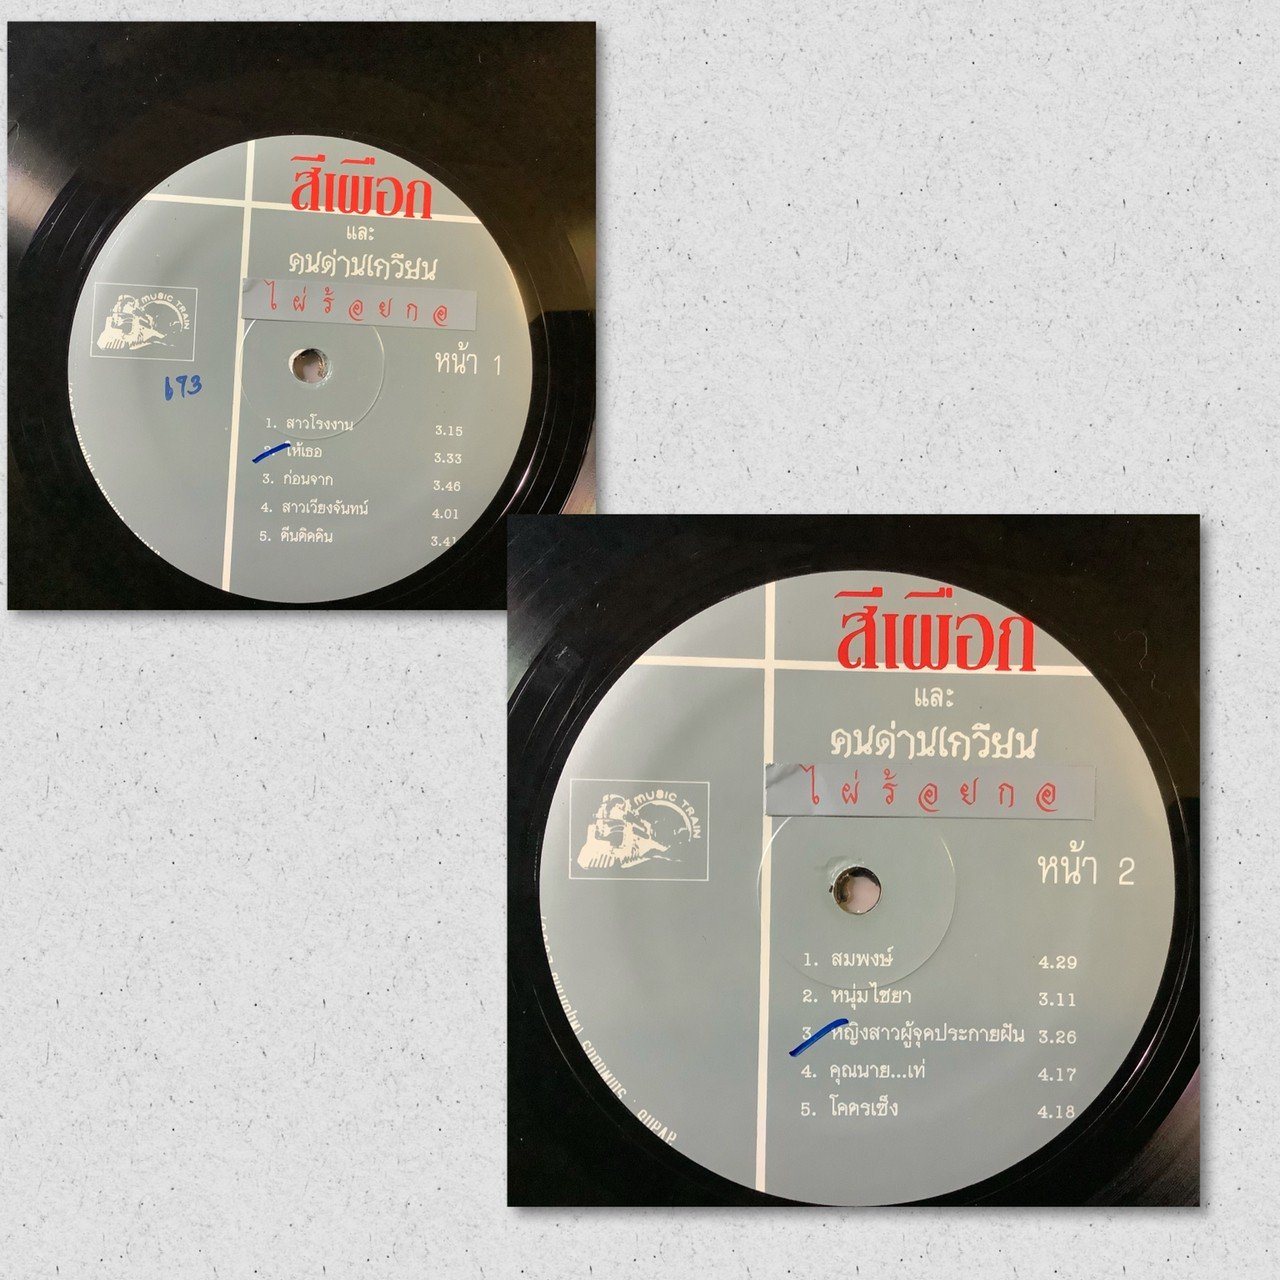 สีเผือก
และ
คนด่านเกวียน
ไผ่ร้อยกอ
MUSIC TRAIN
หน้า 1
673
1. สาวโรงงาน 3.15
2. ให้เธอ 3.33
3. ก่อนจาก 3.46
4. สาวเวียงจันทน์ 4.01
5. คืนคิดคิน 3.41
สีเผือก
และ
คนด่านเกวียน
ไผ่ร้อยกอ
MUSIC TRAIN
หน้า 2
1. สมพงษ์ 4.29
2. หนุ่มไชยา 3.11
3. หญิงสาวผู้จุดประกายฝัน 3.26
4. คุณนาย...เท่ 4.17
5. โคตรเซ็ง 4.18